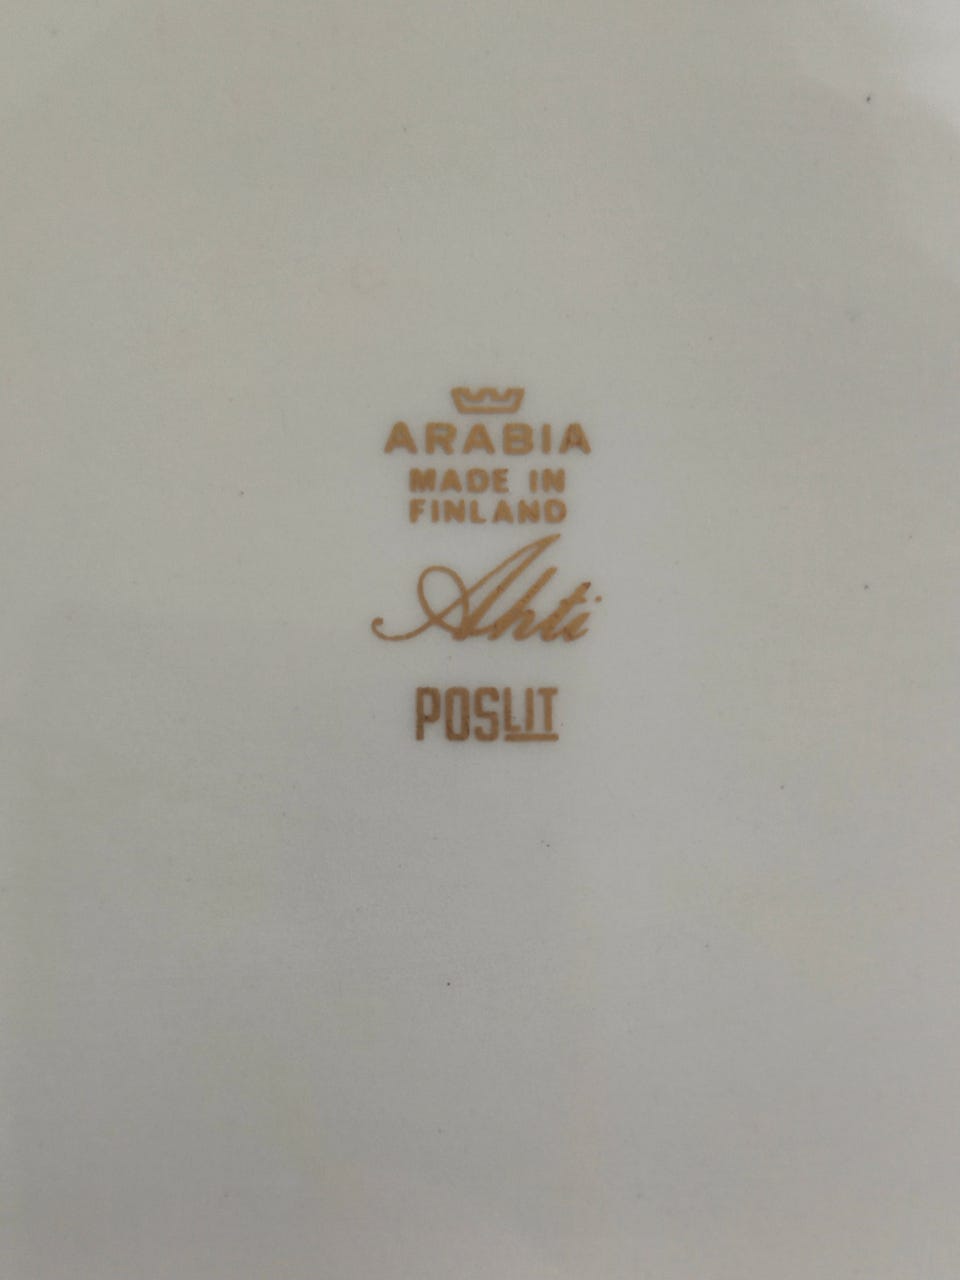 ARABIA
MADE IN
FINLAND
Ahti
POSLIT